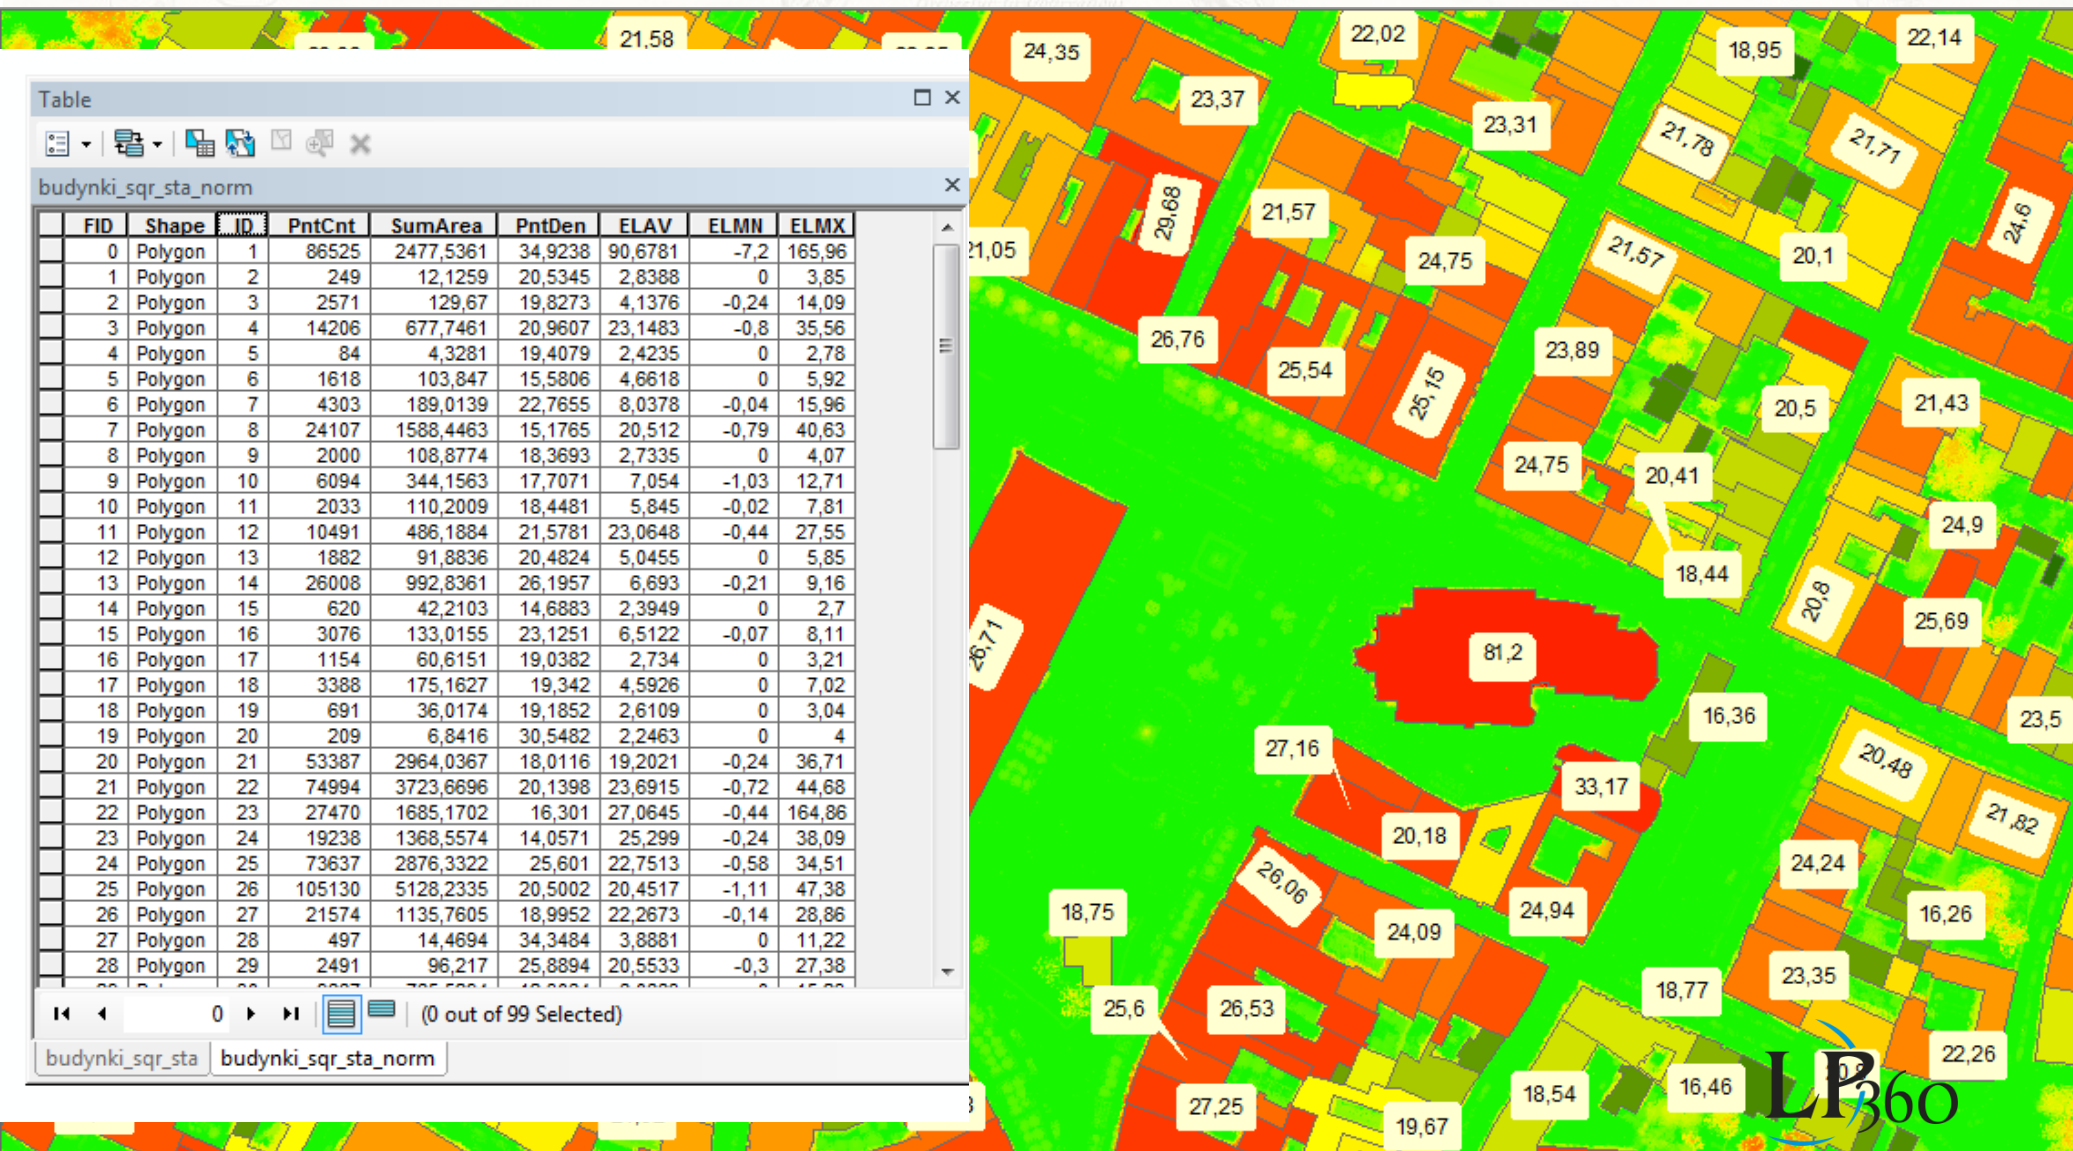 21,58
Table
budynki_sqr_sta_norm
FID Shape ID PntCnt SumArea PntDen ELAV ELMN ELMX
0 Polygon 1 86525 2477,5361 34,9238 90,6781 -7,2 165,96
1 Polygon 2 249 12,1259 20,5345 2,8388 0 3,85
2 Polygon 3 2571 129,67 19,8273 4,1376 -0,24 14,09
3 Polygon 4 14206 677,7461 20,9607 23,1483 -0,8 35,56
4 Polygon 5 84 4,3281 19,4079 2,4235 0 2,78
5 Polygon 6 1618 103,847 15,5806 4,6618 0 5,92
6 Polygon 7 4303 189,0139 22,7655 8,0378 -0,04 15,96
7 Polygon 8 24107 1588,4463 15,1765 20,512 -0,79 40,63
8 Polygon 9 2000 108,8774 18,3693 2,7335 0 4,07
9 Polygon 10 6094 344,1563 17,7071 7,054 -1,03 12,71
10 Polygon 11 2033 110,2009 18,4481 5,845 -0,02 7,81
11 Polygon 12 10491 486,1884 21,5781 23,0648 -0,44 27,55
12 Polygon 13 1882 91,8836 20,4824 5,0455 0 5,85
13 Polygon 14 26008 992,8361 26,1957 6,693 -0,21 9,16
14 Polygon 15 620 42,2103 14,6883 2,3949 0 2,7
15 Polygon 16 3076 133,0155 23,1251 6,5122 -0,07 8,11
16 Polygon 17 1154 60,6151 19,0382 2,734 0 3,21
17 Polygon 18 3388 175,1627 19,342 4,5926 0 7,02
18 Polygon 19 691 36,0174 19,1852 2,6109 0 3,04
19 Polygon 20 209 6,8416 30,5482 2,2463 0 4
20 Polygon 21 53387 2964,0367 18,0116 19,2021 -0,24 36,71
21 Polygon 22 74994 3723,6696 20,1398 23,6915 -0,72 44,68
22 Polygon 23 27470 1685,1702 16,301 27,0645 -0,44 164,86
23 Polygon 24 19238 1368,5574 14,0571 25,299 -0,24 38,09
24 Polygon 25 73637 2876,3322 25,601 22,7513 -0,58 34,51
25 Polygon 26 105130 5128,2335 20,5002 20,4517 -1,11 47,38
26 Polygon 27 21574 1135,7605 18,9952 22,2673 -0,14 28,86
27 Polygon 28 497 14,4694 34,3484 3,8881 0 11,22
28 Polygon 29 2491 96,217 25,8894 20,5533 -0,3 27,38
0
(0 out of 99 Selected)
budynki_sqr_sta budynki_sqr_sta_norm
24,35
22,02
18,95
22,14
23,37
23,31
21,78
21,71
29,68
21,57
24,6
21,05
24,75
21,57
20,1
26,76
23,89
25,54
25,15
20,5
21,43
24,75
20,41
24,9
18,44
20,8
25,69
26,71
81,2
16,36
23,5
27,16
33,17
20,48
20,18
21,82
24,24
26,06
18,75
24,94
16,26
24,09
23,35
18,77
25,6
26,53
22,26
18,54
16,46
27,25
19,67
LP360